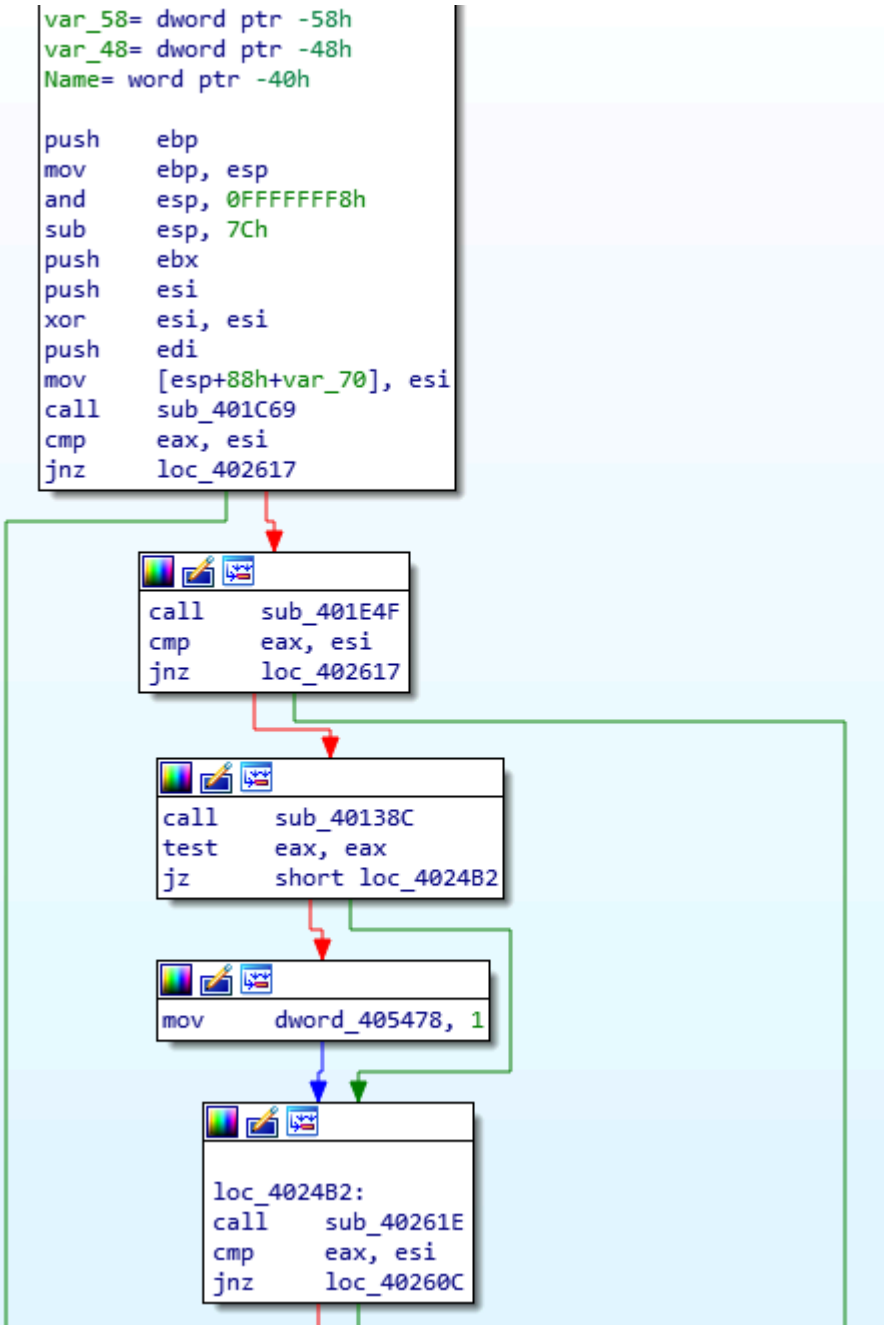 var_58= dword ptr -58h
var_48= dword ptr -48h
Name= word ptr -40h
push ebp
mov ebp, esp
and esp, 0FFFFFFF8h
sub esp, 7Ch
push ebx
push esi
xor esi, esi
push edi
mov [esp+88h+var_70], esi
call sub_401C69
cmp eax, esi
jnz loc_402617
call sub_401E4F
cmp eax, esi
jnz loc_402617
call sub_40138C
test eax, eax
jz short loc_4024B2
mov dword_405478, 1
loc_4024B2:
call sub_40261E
cmp eax, esi
jnz loc_40260C